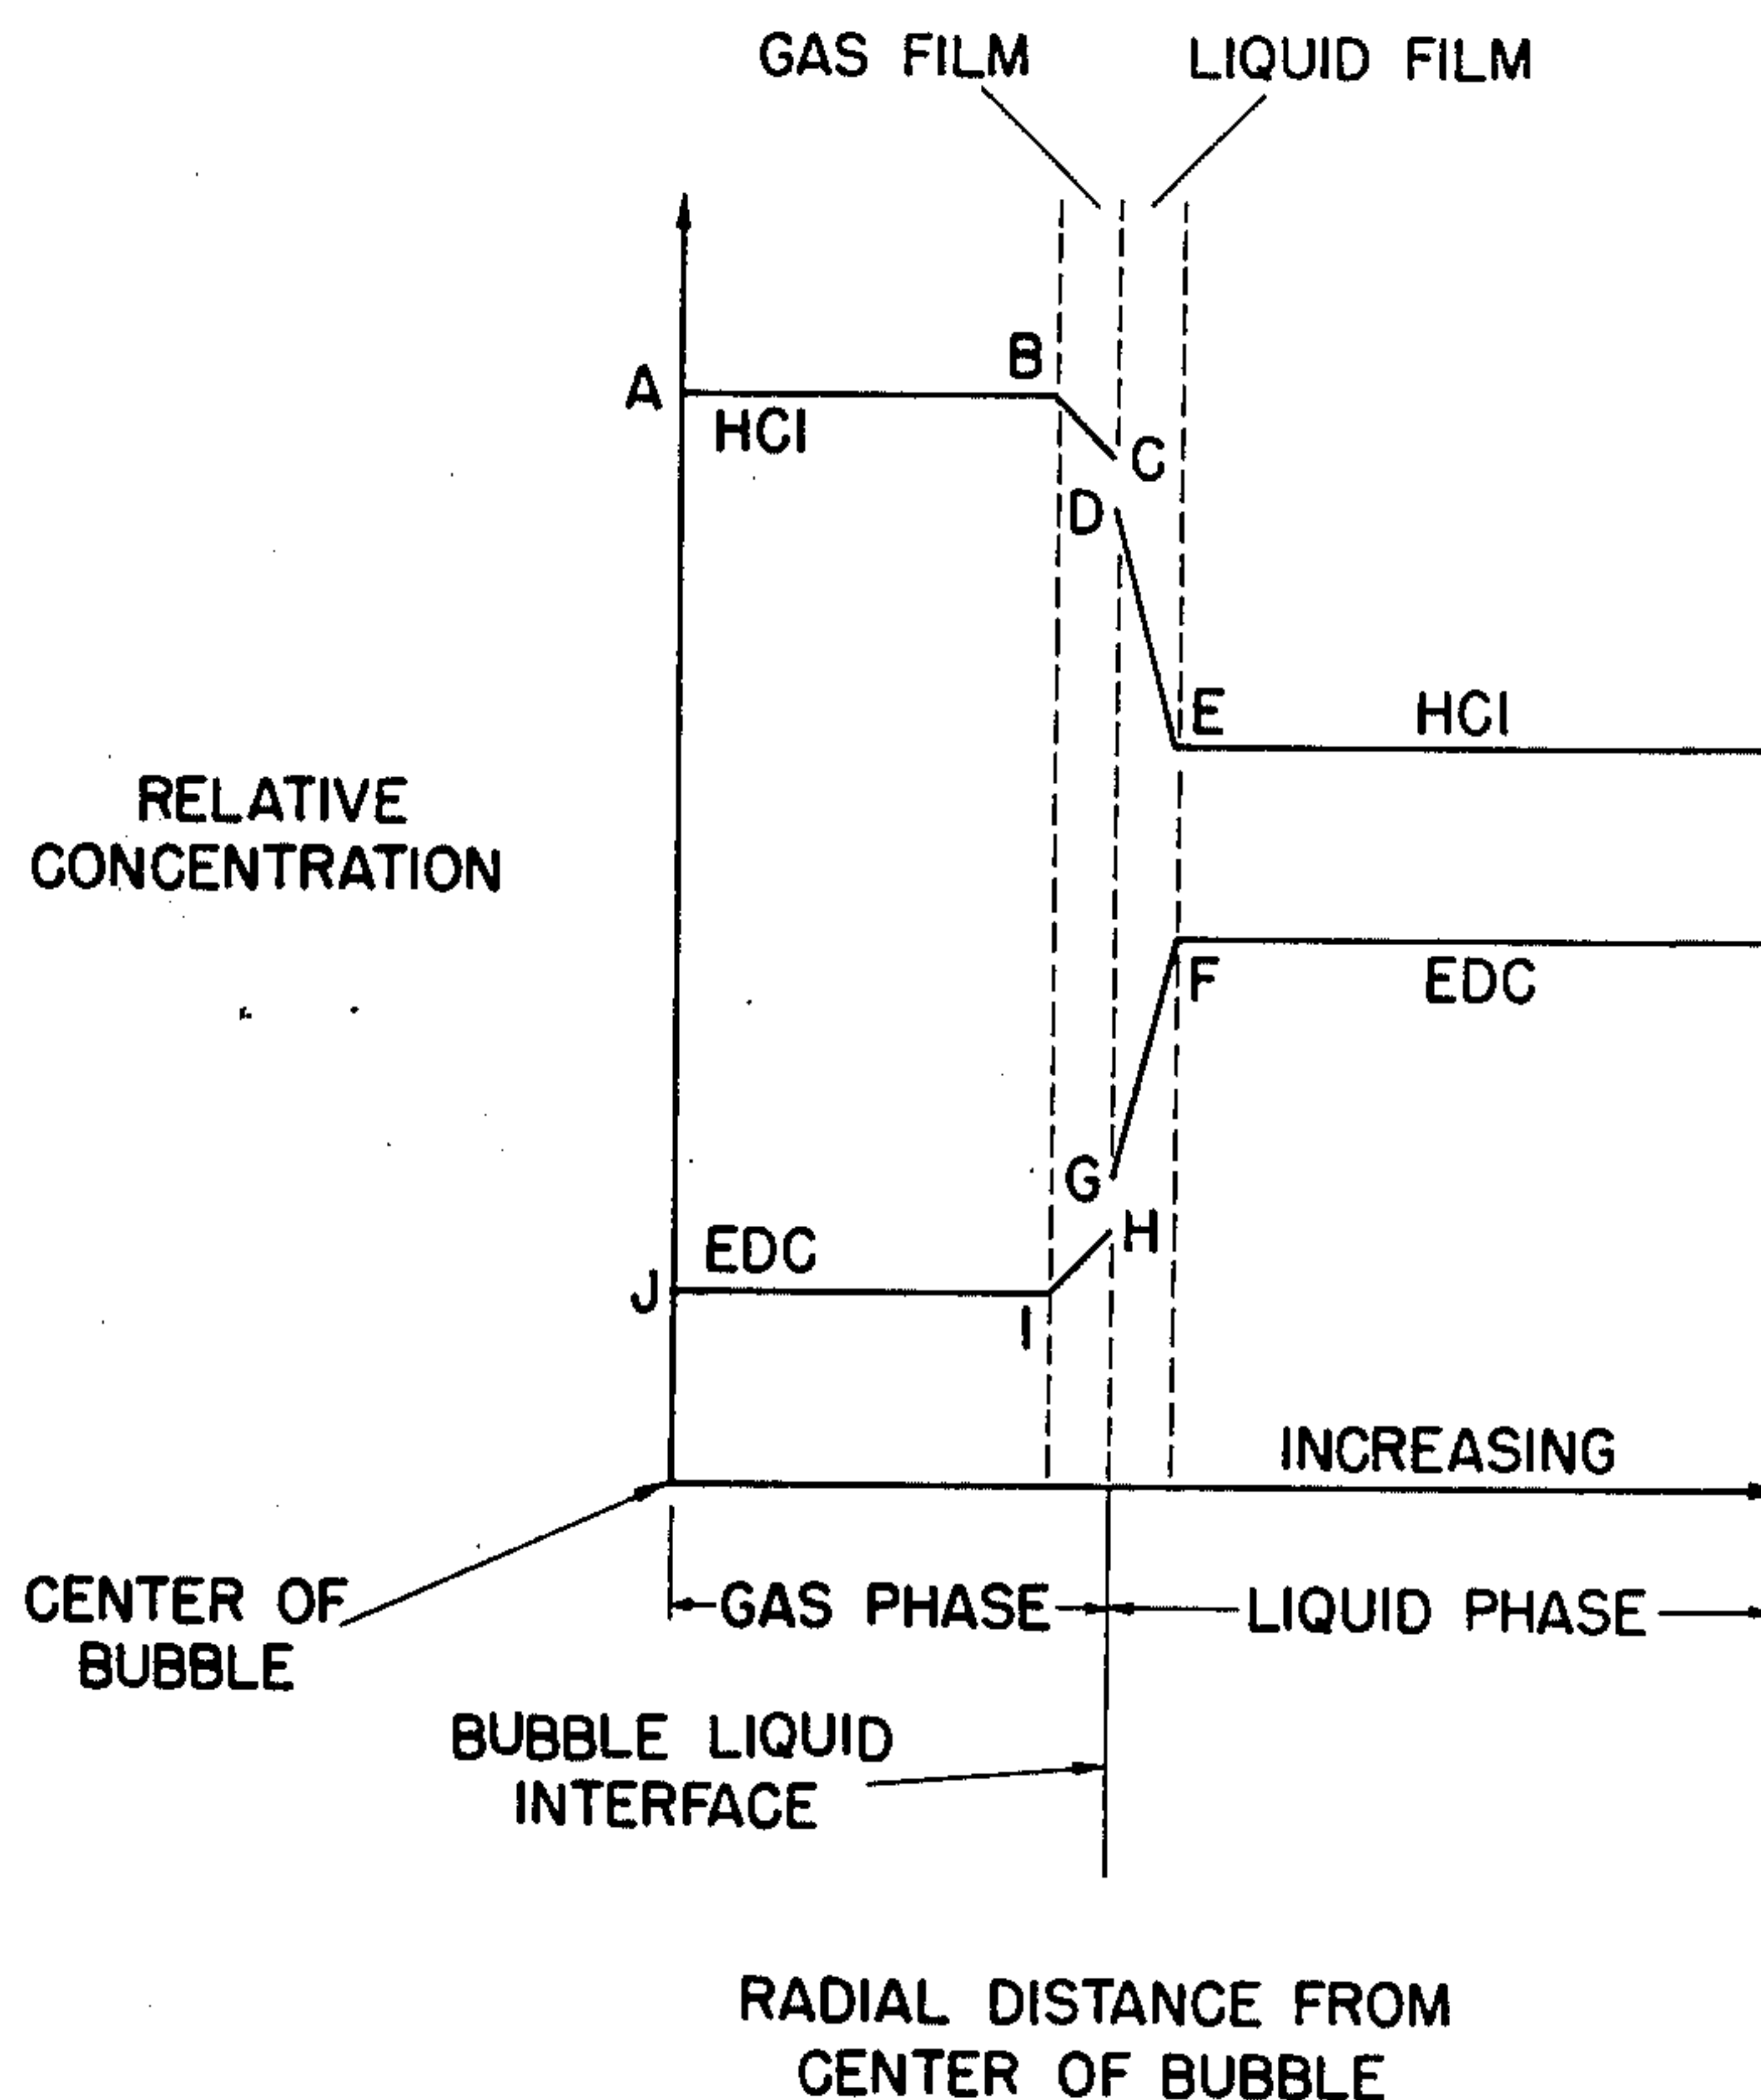 GAS FILM
LIQUID FILM
A
B
HCl
C
D
E
HCl
RELATIVE
CONCENTRATION
F
EDC
G
H
EDC
J
I
INCREASING
CENTER OF
BUBBLE
GAS PHASE
LIQUID PHASE
BUBBLE LIQUID
INTERFACE
RADIAL DISTANCE FROM
CENTER OF BUBBLE